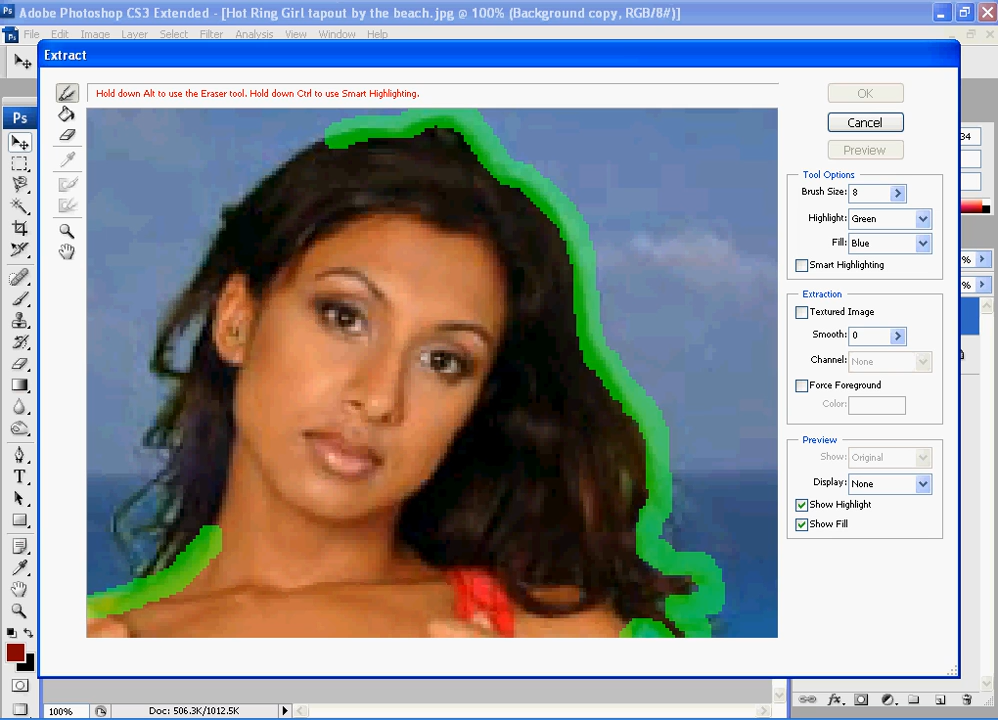 Adobe Photoshop CS3 Extended - [Hot Ring Girl tapout by the beach.jpg @ 100% (Background copy, RGB/8#)]
File Edit Image Layer Select Filter Analysis View Window Help
Extract
Hold down Alt to use the Eraser tool. Hold down Ctrl to use Smart Highlighting.
OK
Cancel
Preview
Tool Options
Brush Size: 8
Highlight: Green
Fill: Blue
Smart Highlighting
Extraction
Textured Image
Smooth: 0
Channel: None
Force Foreground
Color:
Preview
Show: Original
Display: None
Show Highlight
Show Fill
Ps
T
34
%
%
100%
Doc: 506.3K/1012.5K
fx